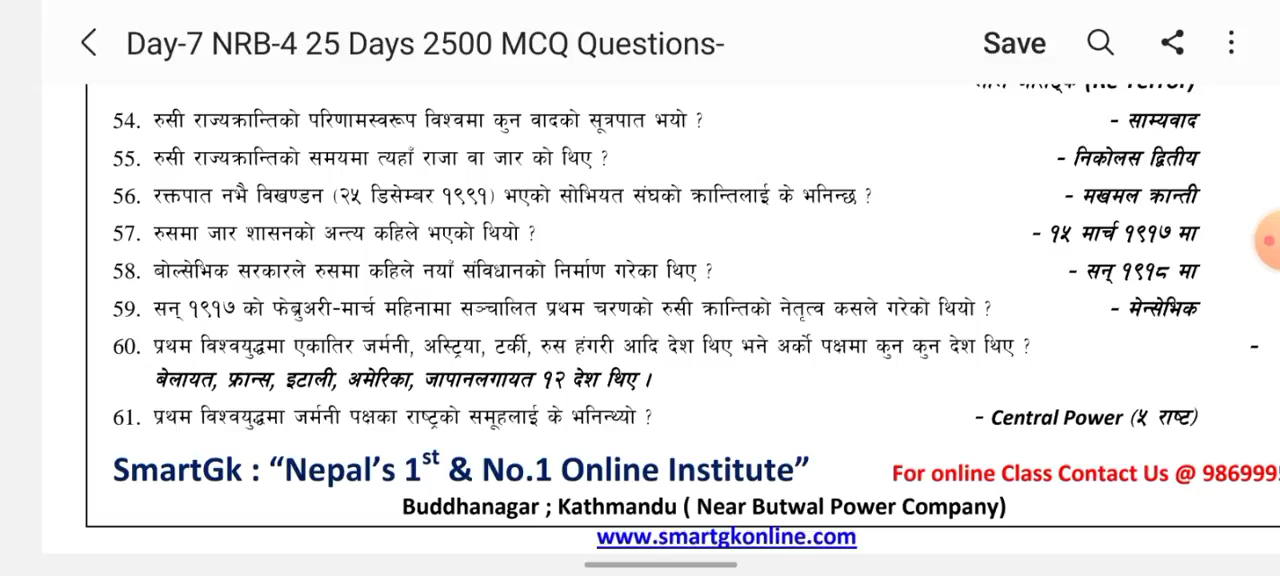 Day-7 NRB-4 25 Days 2500 MCQ Questions-
Save
54. रुसी राज्यक्रान्तिको परिणामस्वरूप विश्वमा कुन वादको सूत्रपात भयो ? - साम्यवाद
55. रुसी राज्यक्रान्तिको समयमा त्यहाँ राजा वा जार को थिए ? - निकोलस द्वितीय
56. रक्तपात नभै विखण्डन (२५ डिसेम्बर १९९१) भएको सोभियत संघको क्रान्तिलाई के भनिन्छ ? - मखमल क्रान्ती
57. रुसमा जार शासनको अन्त्य कहिले भएको थियो ? - १५ मार्च १९१७ मा
58. बोल्सेभिक सरकारले रुसमा कहिले नयाँ संविधानको निर्माण गरेका थिए ? - सन् १९१८ मा
59. सन् १९१७ को फेब्रुअरी-मार्च महिनामा सञ्चालित प्रथम चरणको रुसी क्रान्तिको नेतृत्व कसले गरेको थियो ? - मेन्सेभिक
60. प्रथम विश्वयुद्धमा एकातिर जर्मनी, अस्ट्रिया, टर्की, रुस हंगरी आदि देश थिए भने अर्को पक्षमा कुन कुन देश थिए ? -
बेलायत, फ्रान्स, इटाली, अमेरिका, जापानलगायत १२ देश थिए ।
61. प्रथम विश्वयुद्धमा जर्मनी पक्षका राष्ट्रको समूहलाई के भनिन्थ्यो ? - Central Power (५ राष्ट)
SmartGk : “Nepal’s 1st & No.1 Online Institute” For online Class Contact Us @ 986999
Buddhanagar ; Kathmandu ( Near Butwal Power Company)
www.smartgkonline.com